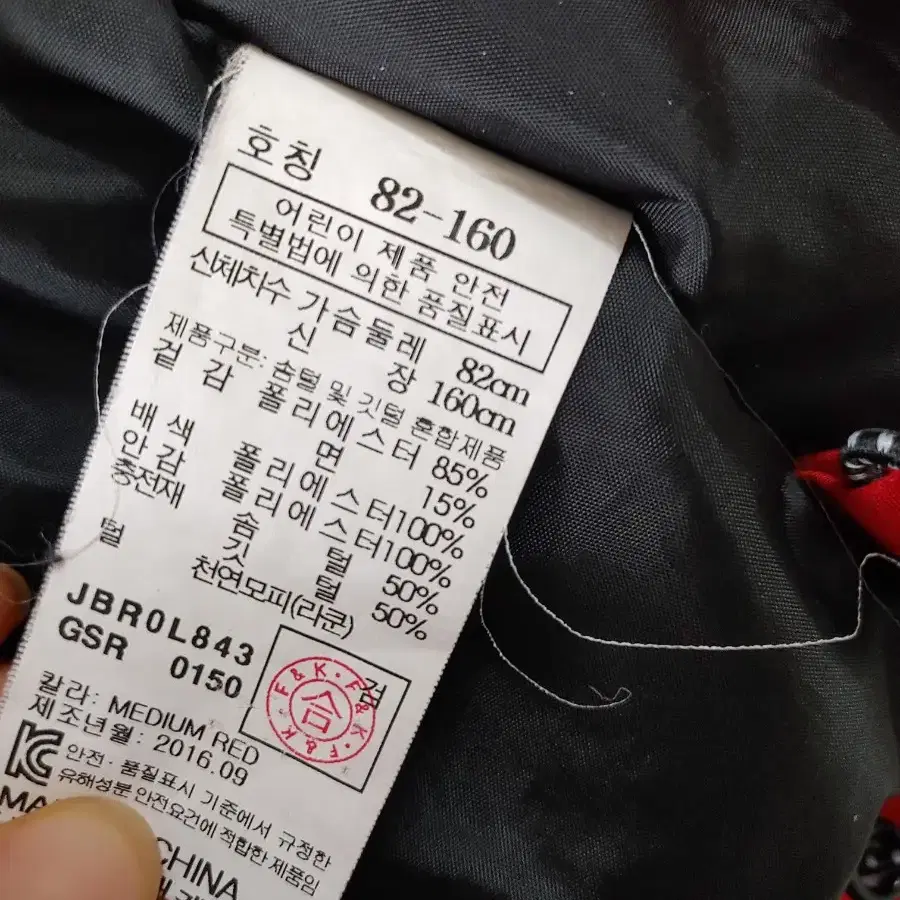 호칭 82-160
어린이 제품 안전
특별법에 의한 품질표시
신체치수 가슴둘레 82cm
신 장 160cm
제품구분: 솜털 및 깃털 혼합제품
겉 감 폴리에스터 85%
면 15%
배 색 폴리에스터100%
안 감 폴리에스터100%
충전재 솜 털 50%
깃 털 50%
털 천연모피(라쿤)
JBR0L843
GSR 0150
검
F&K·F&K·F&K
合
칼라: MEDIUM RED
제조년월: 2016.09
안전·품질표시 기준에서 규정한
유해성분 안전요건에 적합한 제품임
CHINA